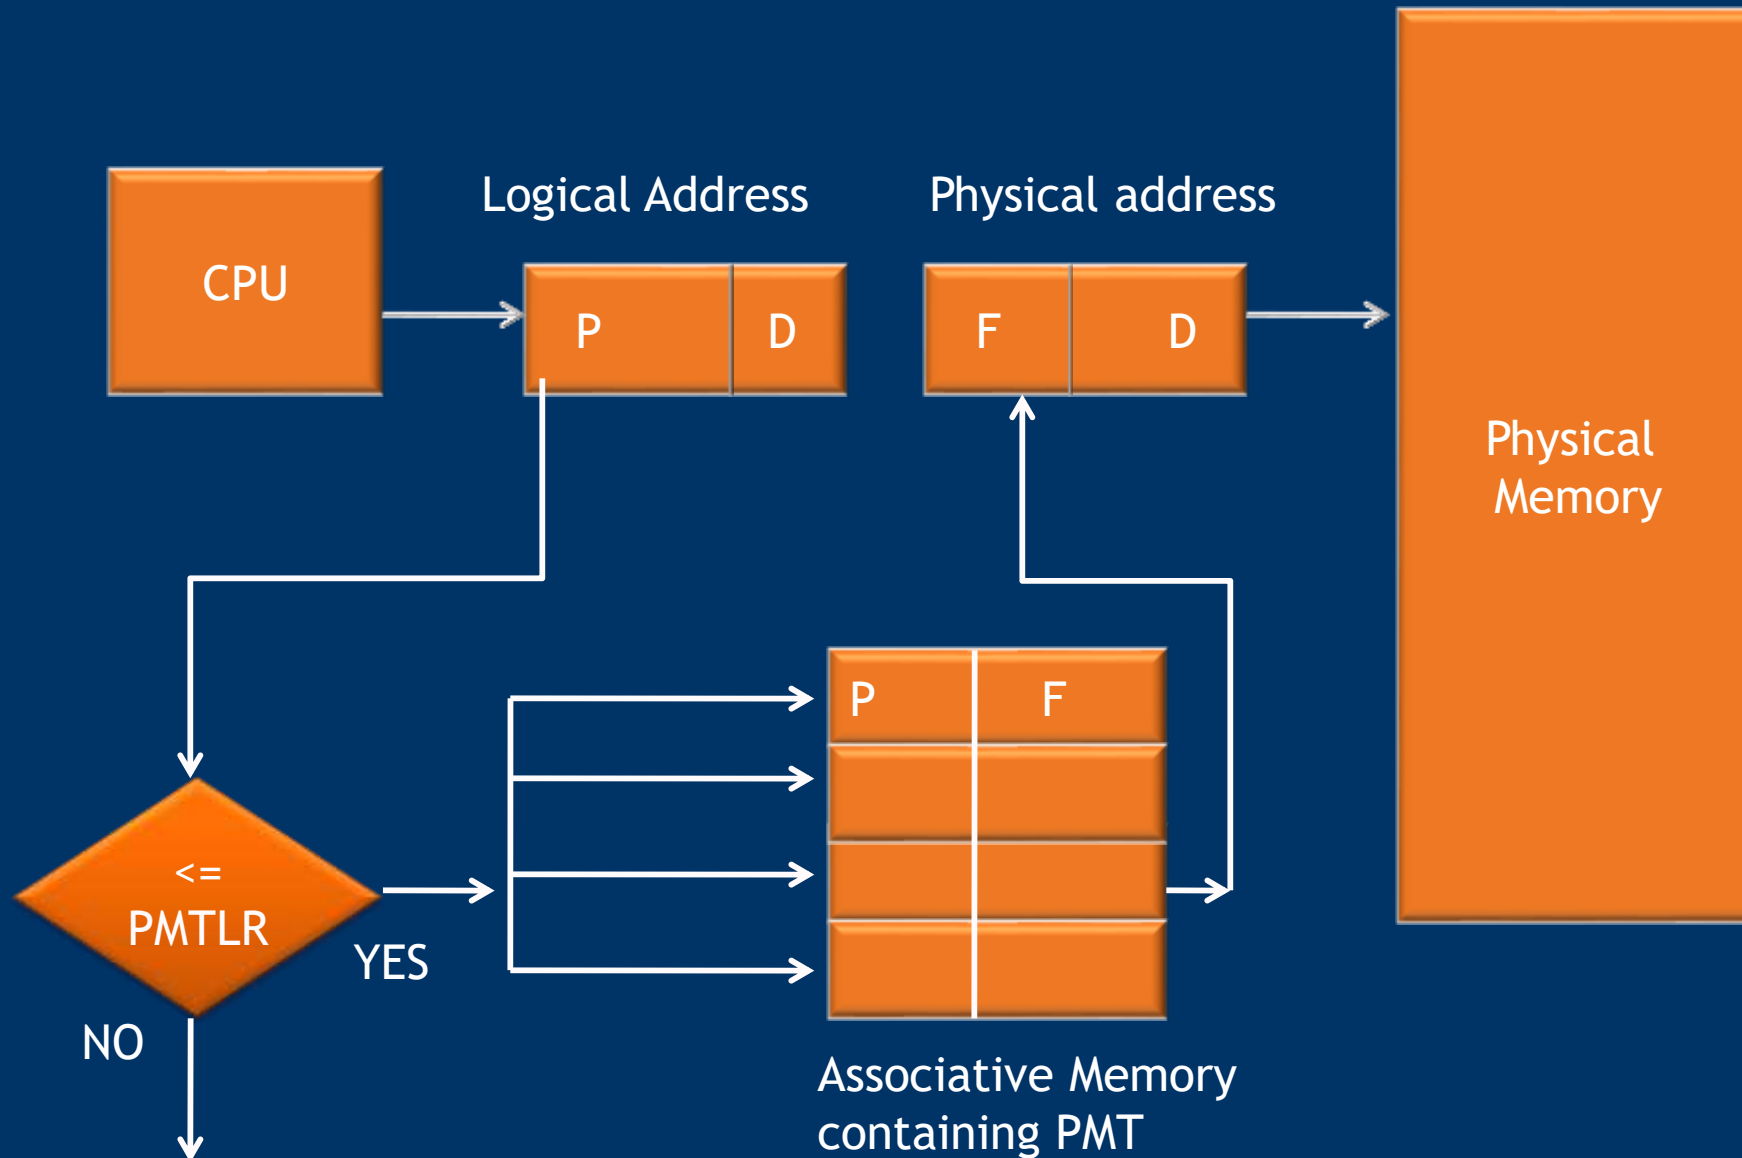 Logical Address
Physical address
CPU
P
D
F
D
Physical
Memory
P
F
<=
PMTLR
YES
NO
Associative Memory
containing PMT